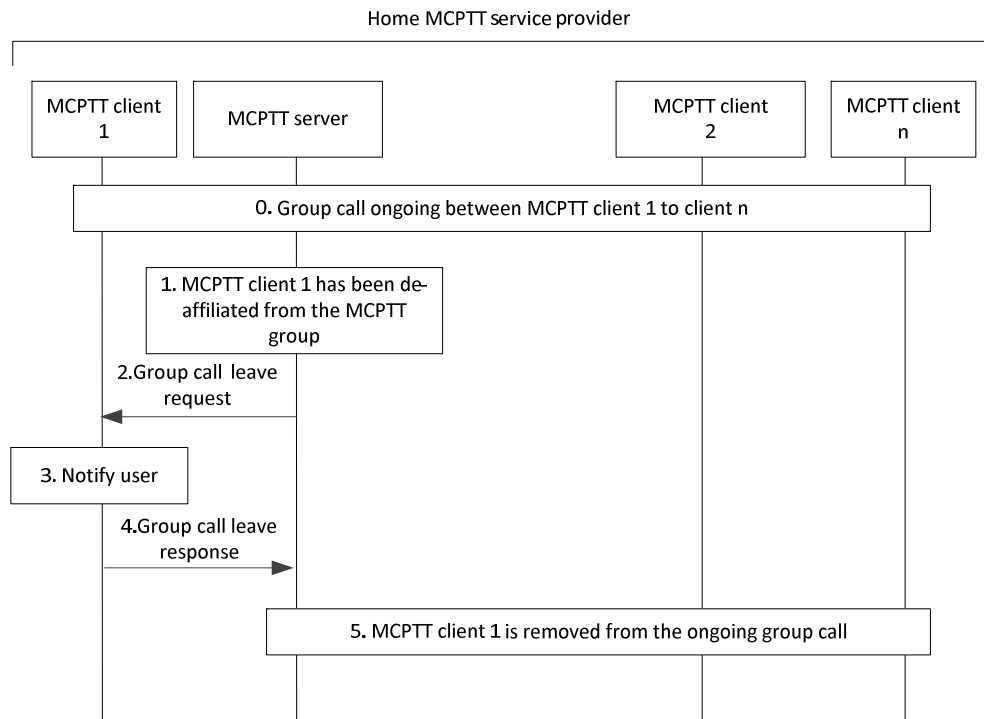 Home MCPTT service provider
MCPTT client
1
MCPTT server
MCPTT client
2
MCPTT client
n
0. Group call ongoing between MCPTT client 1 to client n
1. MCPTT client 1 has been de-
affiliated from the MCPTT
group
2.Group call leave
request
3. Notify user
4.Group call leave
response
5. MCPTT client 1 is removed from the ongoing group call